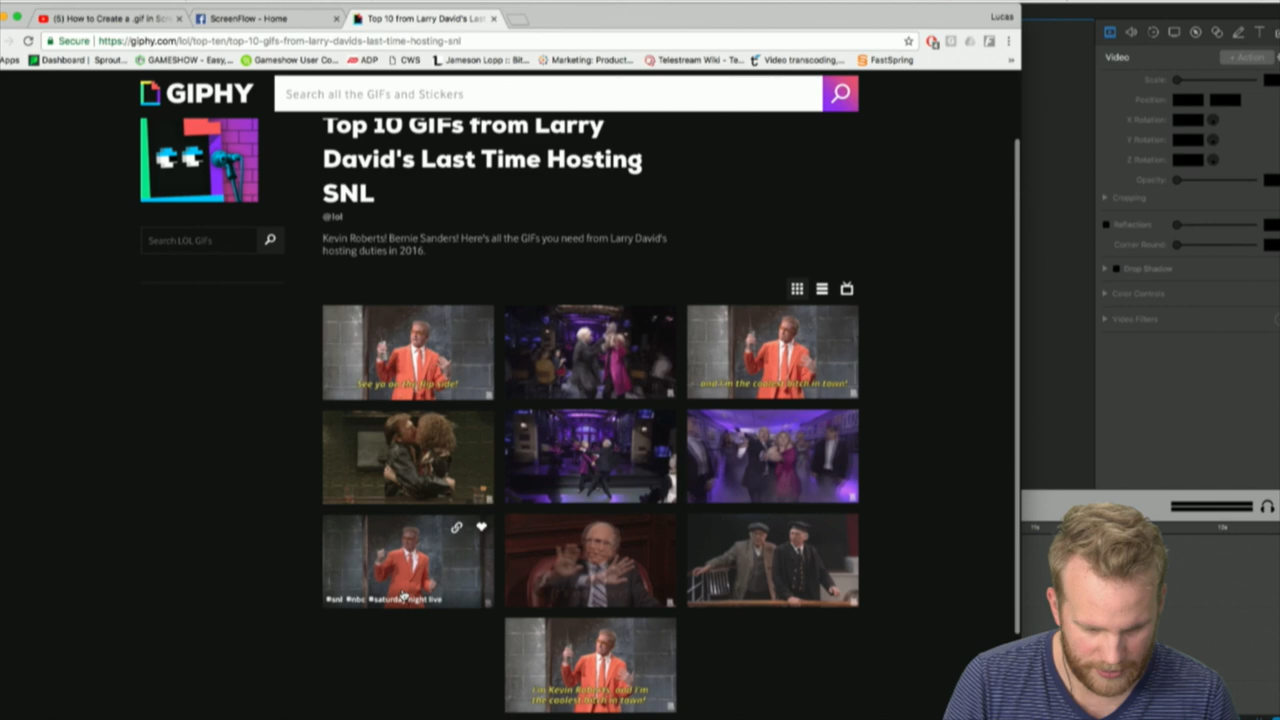 (5) How to Create a .gif in Scr
ScreenFlow - Home
Top 10 from Larry David's Last
Lucas
Secure
https://giphy.com/lol/top-ten/top-10-gifs-from-larry-davids-last-time-hosting-snl
Apps
Dashboard | Sprout...
GAMESHOW - Easy,...
Gameshow User Co...
ADP
CWS
Jameson Lopp :: Bit...
Marketing: Product...
Telestream Wiki - Te...
Video transcoding,...
FastSpring
»
GIPHY
Search all the GIFs and Stickers
Top 10 GIFs from Larry
David's Last Time Hosting
SNL
@lol
Kevin Roberts! Bernie Sanders! Here's all the GIFs you need from Larry David's
hosting duties in 2016.
Search LOL GIFs
See ya on the flip side!
and I'm the coolest bitch in town!
#snl #nbc #saturday night live
I'm Kevin Roberts, and I'm
the coolest bitch in town!
Video
+ Action
Scale:
Position:
X Rotation:
Y Rotation:
Z Rotation:
Opacity:
Cropping
Reflection:
Corner Round:
Drop Shadow
Color Controls
Video Filters